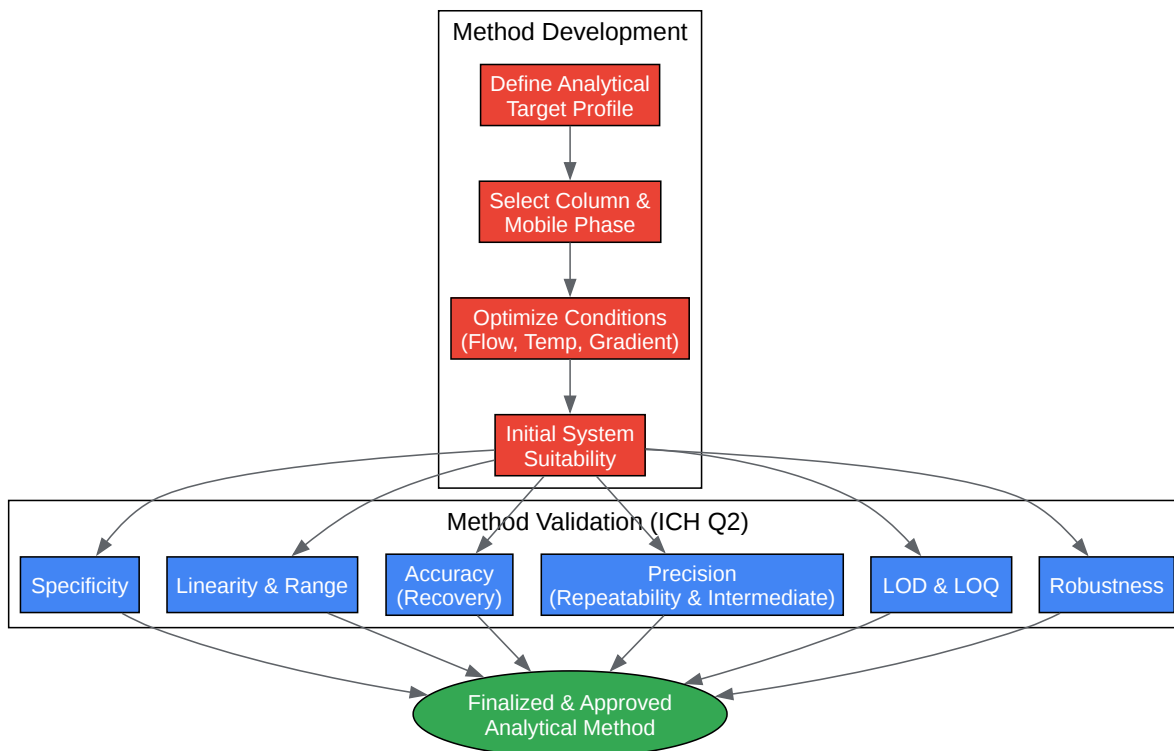 Method Development
Define Analytical
Target Profile
Select Column &
Mobile Phase
Optimize Conditions
(Flow, Temp, Gradient)
Initial System
Suitability
Method Validation (ICH Q2)
Specificity
Linearity & Range
Accuracy
(Recovery)
Precision
(Repeatability & Intermediate)
LOD & LOQ
Robustness
Finalized & Approved
Analytical Method